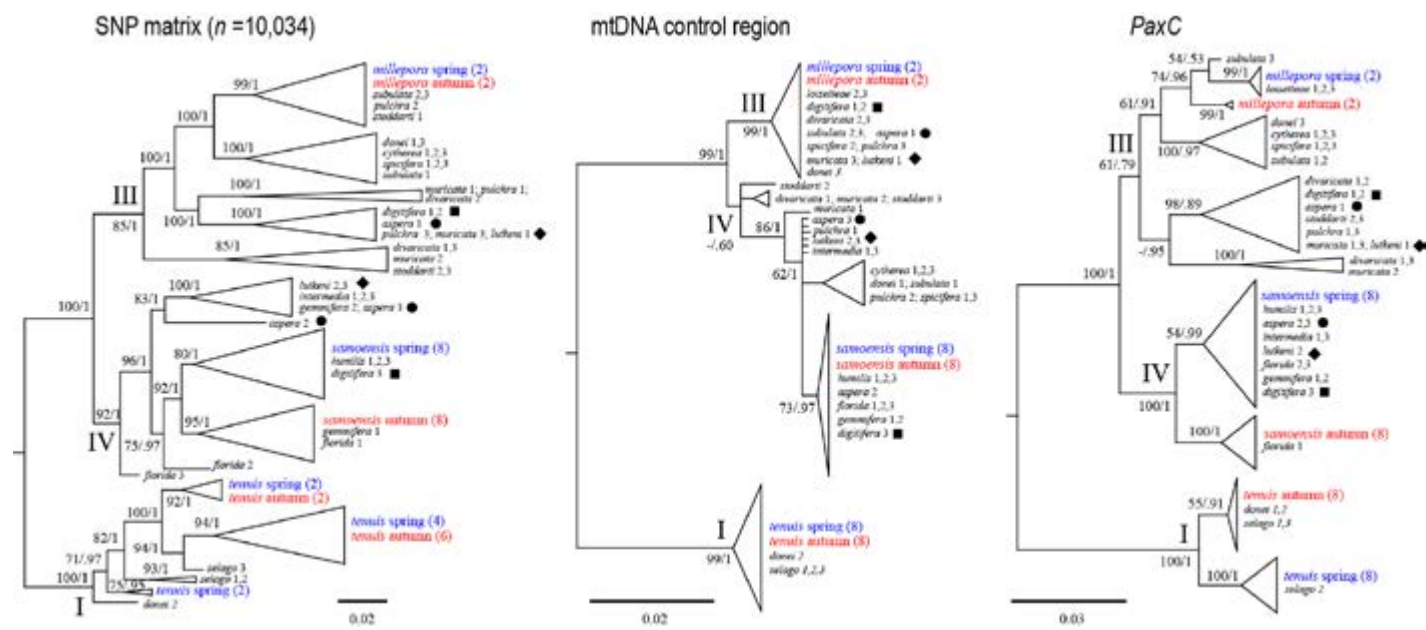 SNP matrix (n =10,034)
99/1
millepora spring (2)
millepora autumn (2)
subulata 2,3
pulchra 2
stoddarti 1
100/1
100/1
donei 1,3
cytherea 1,2,3
spicifera 1,2,3
subulata 1
100/1
III
100/1
muricata 1; pulchra 1;
divaricata 2
100/1
100/1
digitifera 1,2 ■
aspera 1 ●
pulchra 3; muricata 3; lutkeni 1 ◆
85/1
85/1
divaricata 1,3
muricata 2
stoddarti 2,3
100/1
100/1
lutkeni 2,3 ◆
intermedia 1,2,3
gemmifera 2; aspera 3 ●
83/1
aspera 2 ●
96/1
80/1
samoensis spring (8)
humilis 1,2,3
digitifera 3 ■
92/1
95/1
samoensis autumn (8)
gemmifera 1
florida 1
92/1
IV
75/.97
florida 2
florida 3
tenuis spring (2)
tenuis autumn (2)
92/1
100/1
94/1
tenuis spring (4)
tenuis autumn (6)
82/1
94/1
selago 3
71/.97
93/1
selago 1,2
100/1
75/.95
tenuis spring (2)
donei 2
I
0.02
mtDNA control region
III
99/1
millepora spring (2)
millepora autumn (2)
losetteae 2,3
digitifera 1,2 ■
divaricata 2,3
subulata 2,3; aspera 1 ●
spicifera 2; pulchra 3
muricata 3; lutkeni 1 ◆
donei 3
99/1
stoddarti 2
divaricata 1; muricata 2; stoddarti 3
IV
-/.60
86/1
muricata 1
aspera 3 ●
pulchra 1
lutkeni 2,3 ◆
intermedia 1,3
62/1
cytherea 1,2,3
donei 1; subulata 1
pulchra 2; spicifera 1,3
samoensis spring (8)
samoensis autumn (8)
humilis 1,2,3
aspera 2
florida 1,2,3
gemmifera 1,2
digitifera 3 ■
73/.97
I
99/1
tenuis spring (8)
tenuis autumn (8)
donei 2
selago 1,2,3
0.02
PaxC
54/.53
subulata 3
74/.96
99/1
millepora spring (2)
losetteae 1,2,3
61/.91
millepora autumn (2)
99/1
III
61/.79
100/.97
donei 3
cytherea 1,2,3
spicifera 1,2,3
subulata 1,2
98/.89
divaricata 1,2
digitifera 1,2 ■
aspera 1 ●
stoddarti 2,3
pulchra 1,3
muricata 1,3; lutkeni 1 ◆
-/.95
100/1
divaricata 1,3
muricata 2
100/1
54/.99
samoensis spring (8)
humilis 1,2,3
aspera 2,3 ●
intermedia 1,3
lutkeni 2 ◆
florida 2,3
gemmifera 1,2
digitifera 3 ■
IV
100/1
100/1
samoensis autumn (8)
florida 1
55/.91
tenuis autumn (8)
donei 1,2
selago 1,3
I
100/1
100/1
tenuis spring (8)
selago 2
0.03